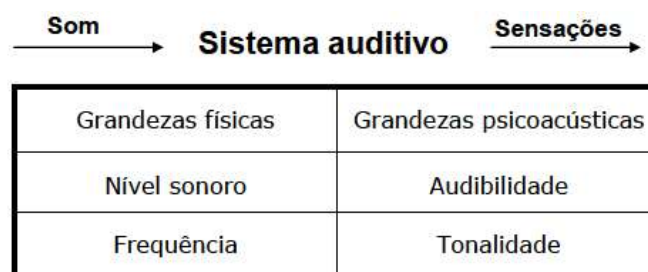 Som
Sistema auditivo
Sensações
Grandezas físicas
Grandezas psicoacústicas
Nível sonoro
Audibilidade
Frequência
Tonalidade